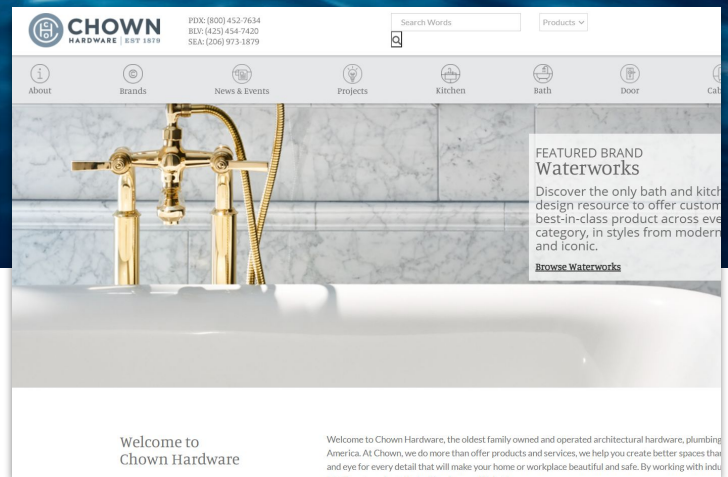 CHOWN
HARDWARE | EST 1879
PDX: (800) 452-7634
BLV: (425) 454-7420
SEA: (206) 973-1879
Search Words
Products
About
Brands
News & Events
Projects
Kitchen
Bath
Door
Cab
FEATURED BRAND
Waterworks
Discover the only bath and kitch
design resource to offer custom
best-in-class product across eve
category, in styles from modern
and iconic.
Browse Waterworks
Welcome to
Chown Hardware
Welcome to Chown Hardware, the oldest family owned and operated architectural hardware, plumbing
America. At Chown, we do more than offer products and services, we help you create better spaces than
and eye for every detail that will make your home or workplace beautiful and safe. By working with indu